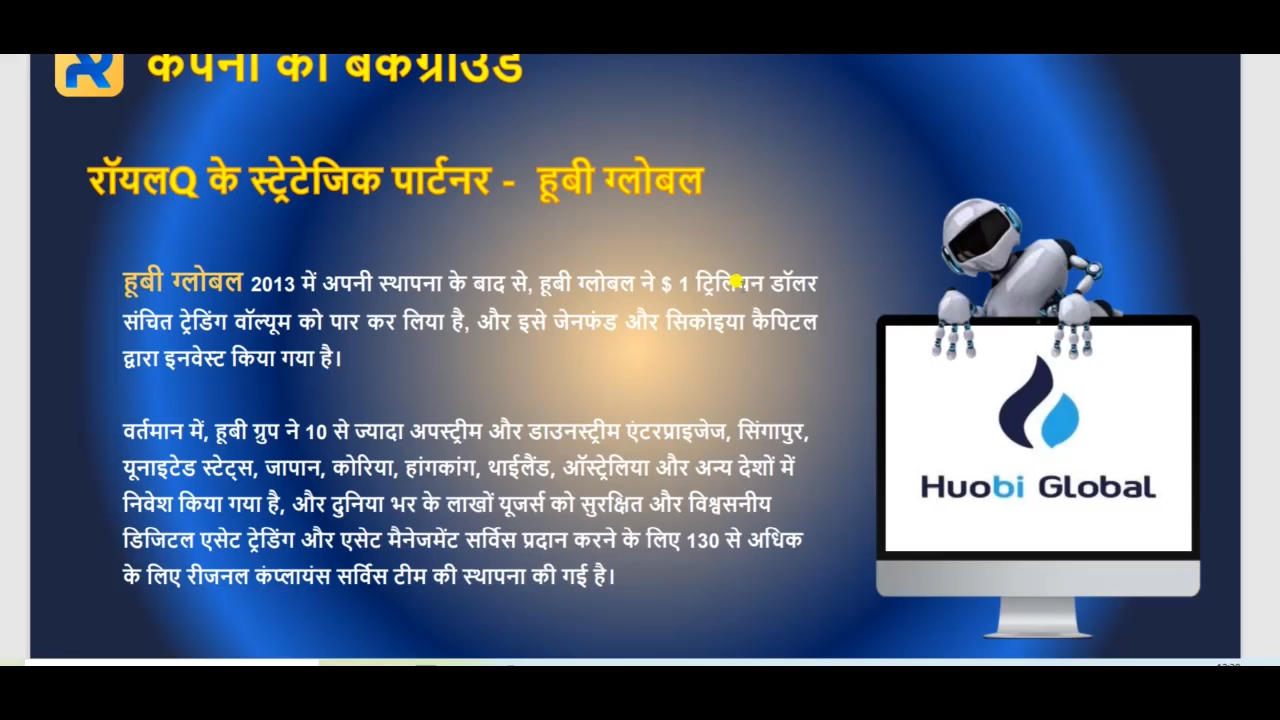 कंपनी का बैकग्राउंड
रॉयलQ के स्ट्रेटेजिक पार्टनर - हूबी ग्लोबल
हूबी ग्लोबल 2013 में अपनी स्थापना के बाद से, हूबी ग्लोबल ने $ 1 ट्रिलियन डॉलर
संचित ट्रेडिंग वॉल्यूम को पार कर लिया है, और इसे जेनफंड और सिकोइया कैपिटल
द्वारा इनवेस्ट किया गया है।
वर्तमान में, हूबी ग्रुप ने 10 से ज्यादा अपस्ट्रीम और डाउनस्ट्रीम एंटरप्राइजेज, सिंगापुर,
यूनाइटेड स्टेट्स, जापान, कोरिया, हांगकांग, थाईलैंड, ऑस्ट्रेलिया और अन्य देशों में
निवेश किया गया है, और दुनिया भर के लाखों यूजर्स को सुरक्षित और विश्वसनीय
डिजिटल एसेट ट्रेडिंग और एसेट मैनेजमेंट सर्विस प्रदान करने के लिए 130 से अधिक
के लिए रीजनल कंप्लायंस सर्विस टीम की स्थापना की गई है।
Huobi Global